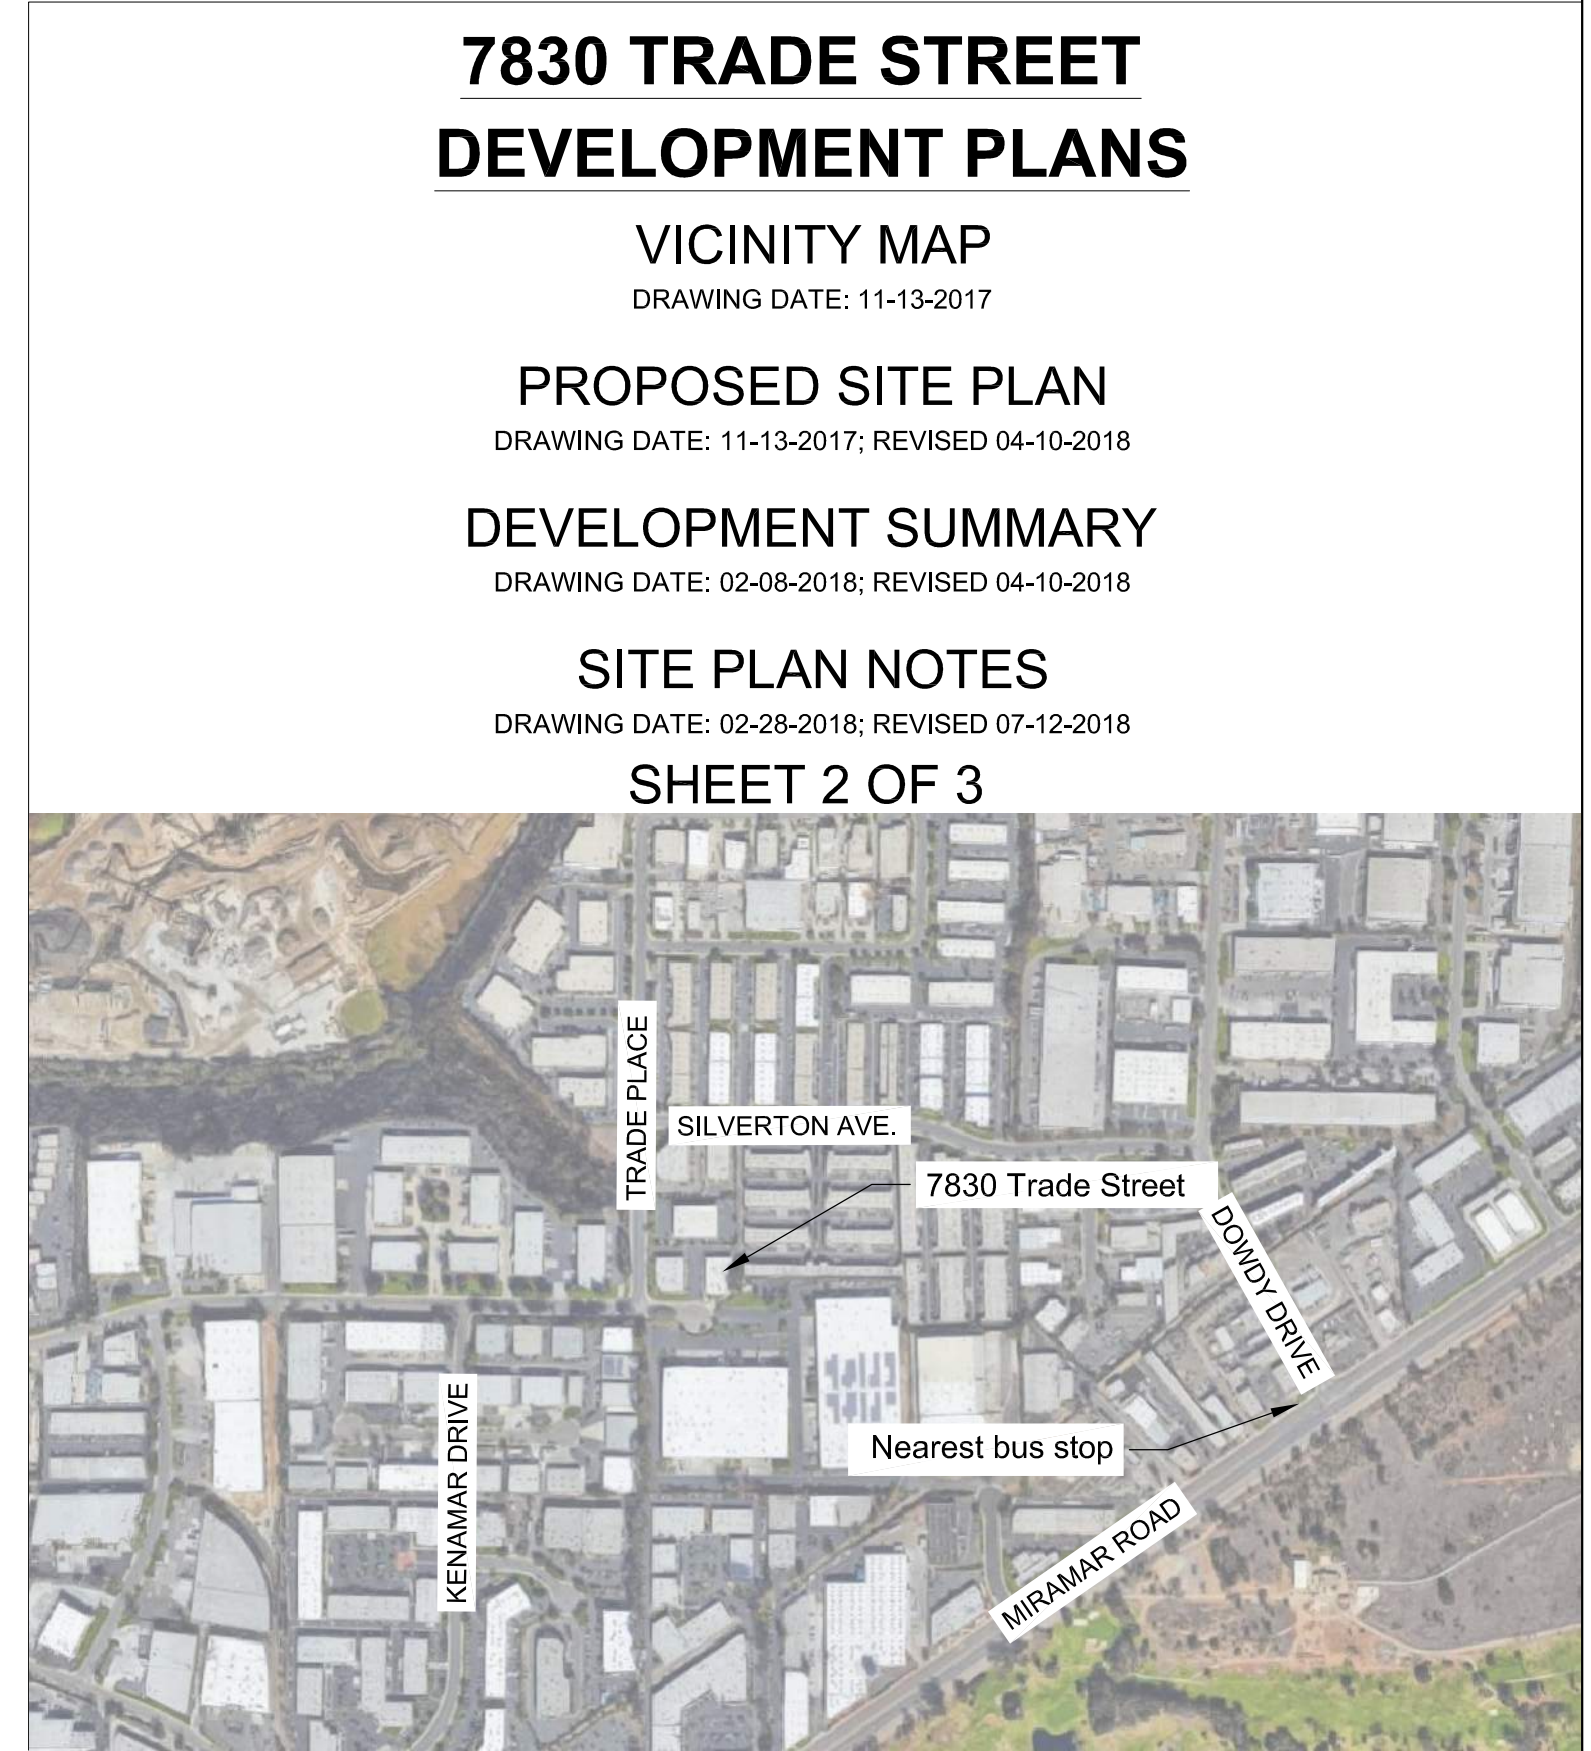 7830 TRADE STREET
DEVELOPMENT PLANS
VICINITY MAP
DRAWING DATE: 11-13-2017
PROPOSED SITE PLAN
DRAWING DATE: 11-13-2017; REVISED 04-10-2018
DEVELOPMENT SUMMARY
DRAWING DATE: 02-08-2018; REVISED 04-10-2018
SITE PLAN NOTES
DRAWING DATE: 02-28-2018; REVISED 07-12-2018
SHEET 2 OF 3
TRADE PLACE
SILVERTON AVE.
7830 Trade Street
DOWDY DRIVE
KENAMAR DRIVE
Nearest bus stop
MIRAMAR ROAD